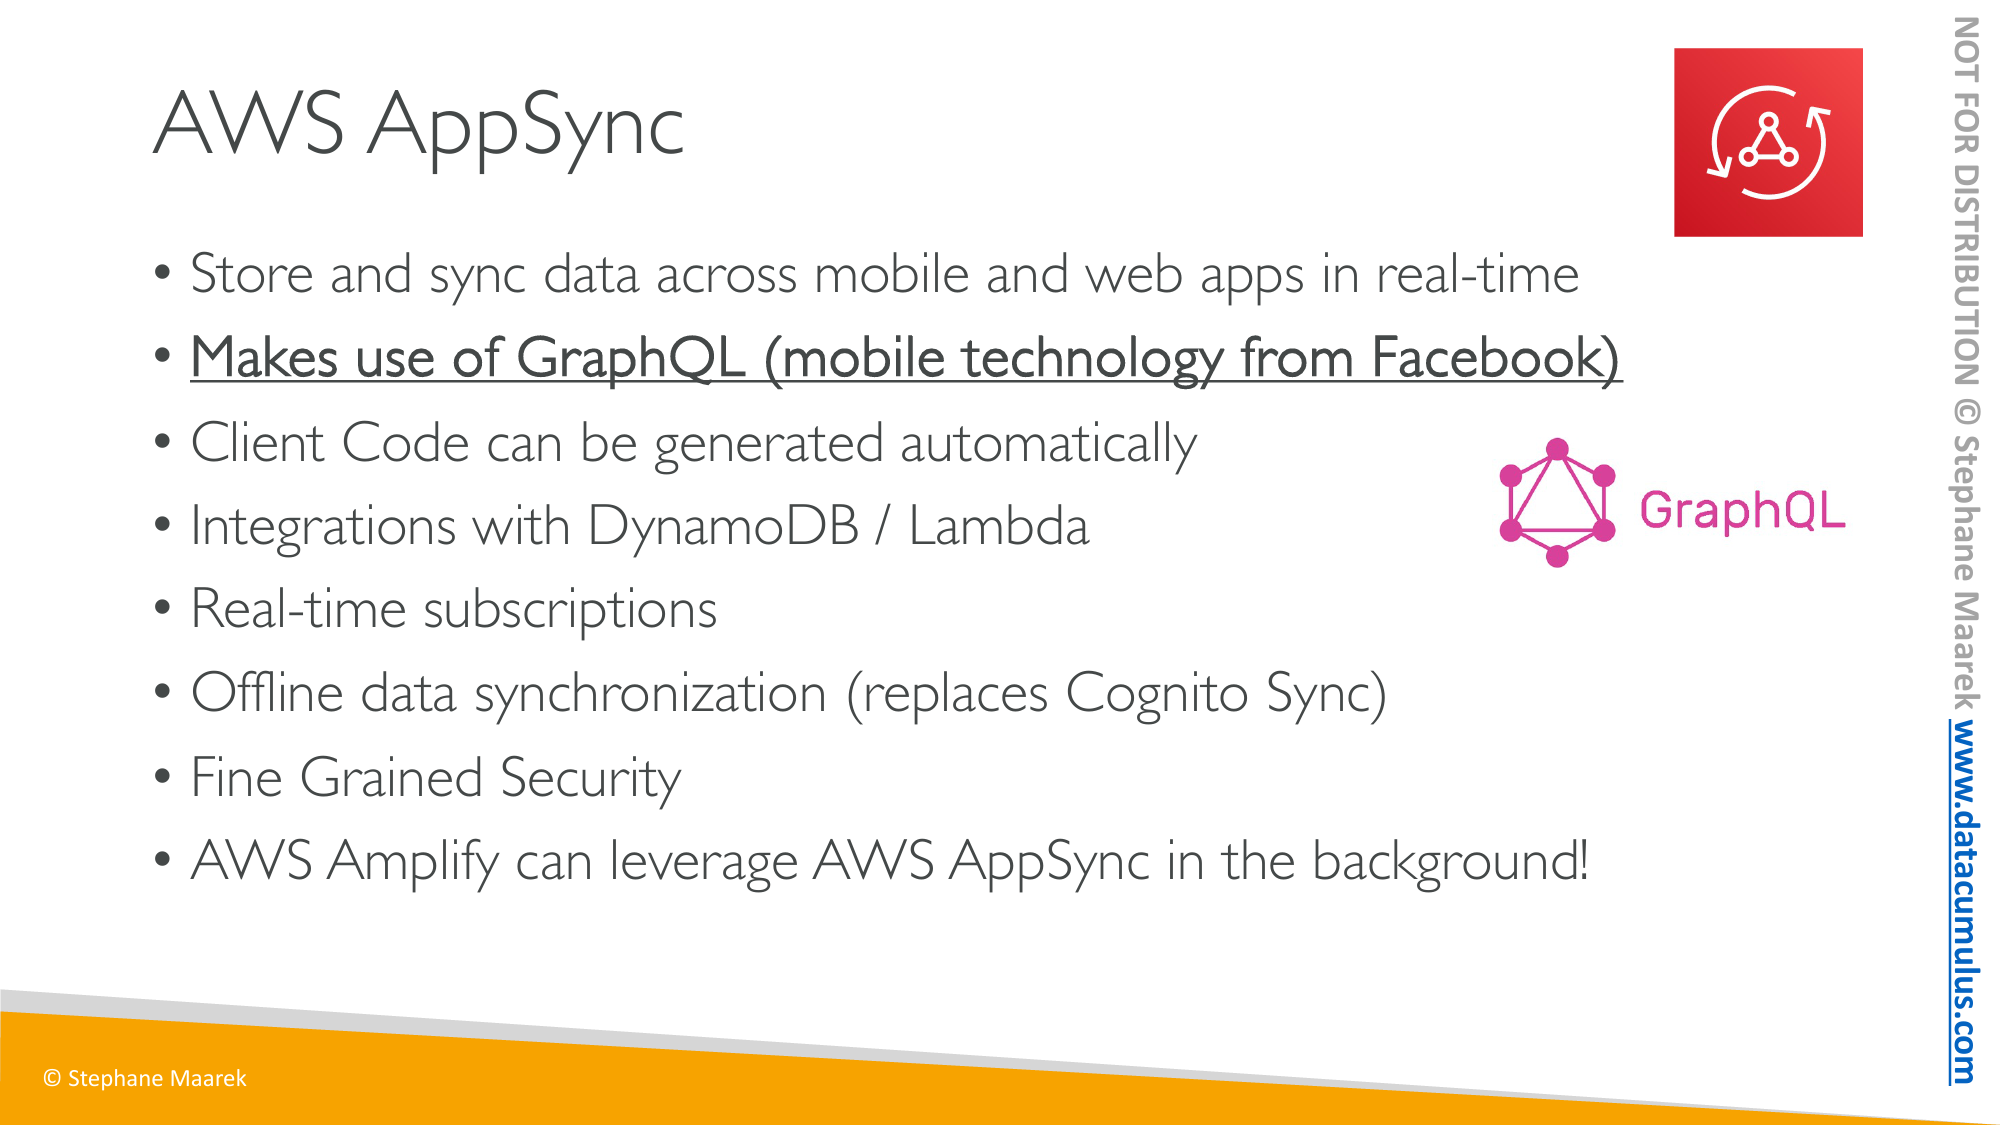 AWS AppSync
• Store and sync data across mobile and web apps in real-time
• Makes use of GraphQL (mobile technology from Facebook)
• Client Code can be generated automatically
• Integrations with DynamoDB / Lambda
• Real-time subscriptions
• Offline data synchronization (replaces Cognito Sync)
• Fine Grained Security
• AWS Amplify can leverage AWS AppSync in the background!
GraphQL
© Stephane Maarek
NOT FOR DISTRIBUTION © Stephane Maarek www.datacumulus.com